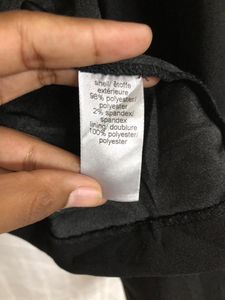 shell/ étoffe
extérieure
98% polyester/
polyester
2% spandex/
spandex
lining/ doublure
100% polyester/
polyester